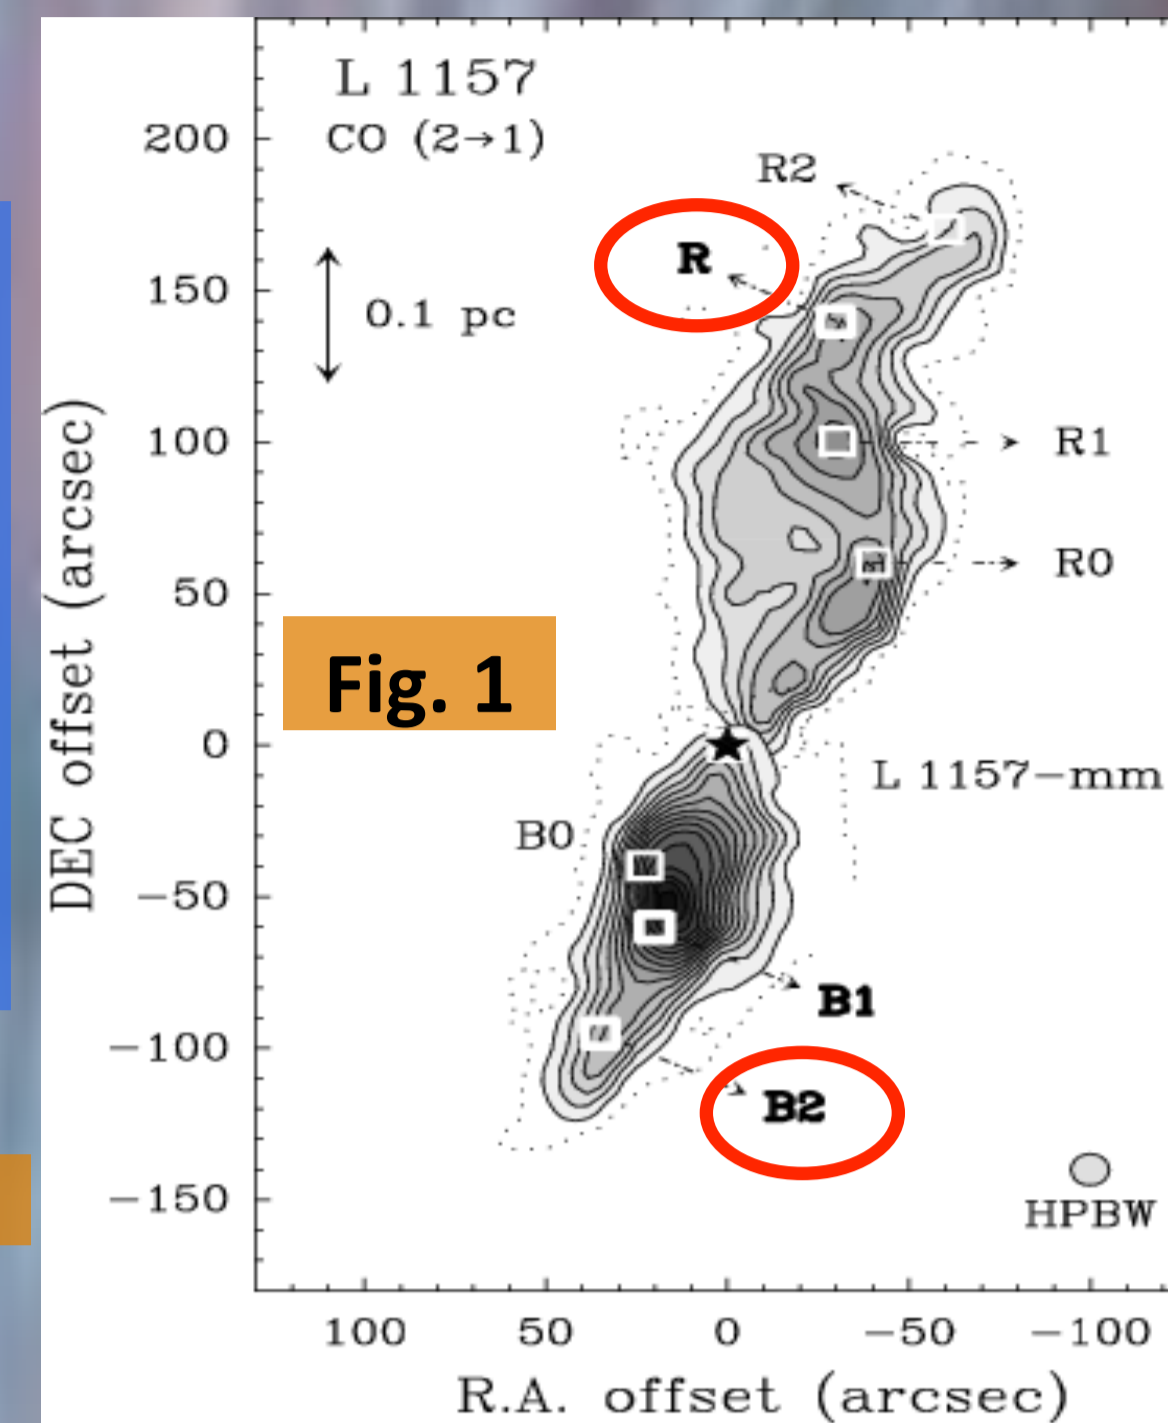 L 1157
CO (2→1)
200
R2
R
150
0.1 pc
100
R1
R0
50
Fig. 1
0
L 1157-mm
B0
-50
B1
-100
B2
-150
HPBW
100 50 0 -50 -100
R.A. offset (arcsec)
DEC offset (arcsec)